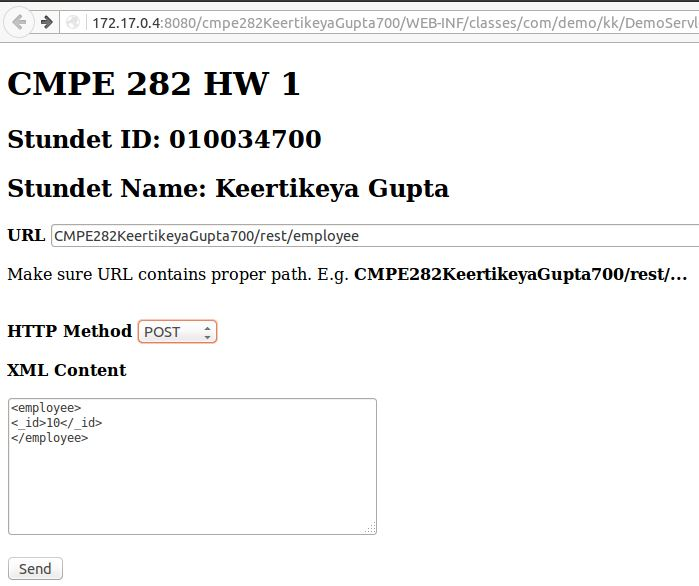 172.17.0.4:8080/cmpe282KeertikeyaGupta700/WEB-INF/classes/com/demo/kk/DemoServl
CMPE 282 HW 1
Stundet ID: 010034700
Stundet Name: Keertikeya Gupta
URL CMPE282KeertikeyaGupta700/rest/employee
Make sure URL contains proper path. E.g. CMPE282KeertikeyaGupta700/rest/...
HTTP Method POST
XML Content
<employee>
<_id>10</_id>
</employee>
Send